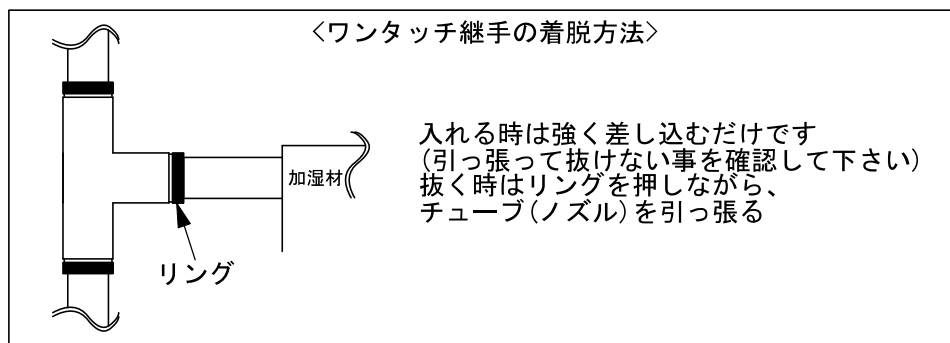 <ワンタッチ継手の着脱方法>
入れる時は強く差し込むだけです
(引っ張って抜けない事を確認して下さい)
抜く時はリングを押しながら、
チューブ(ノズル)を引っ張る
加湿材
リング